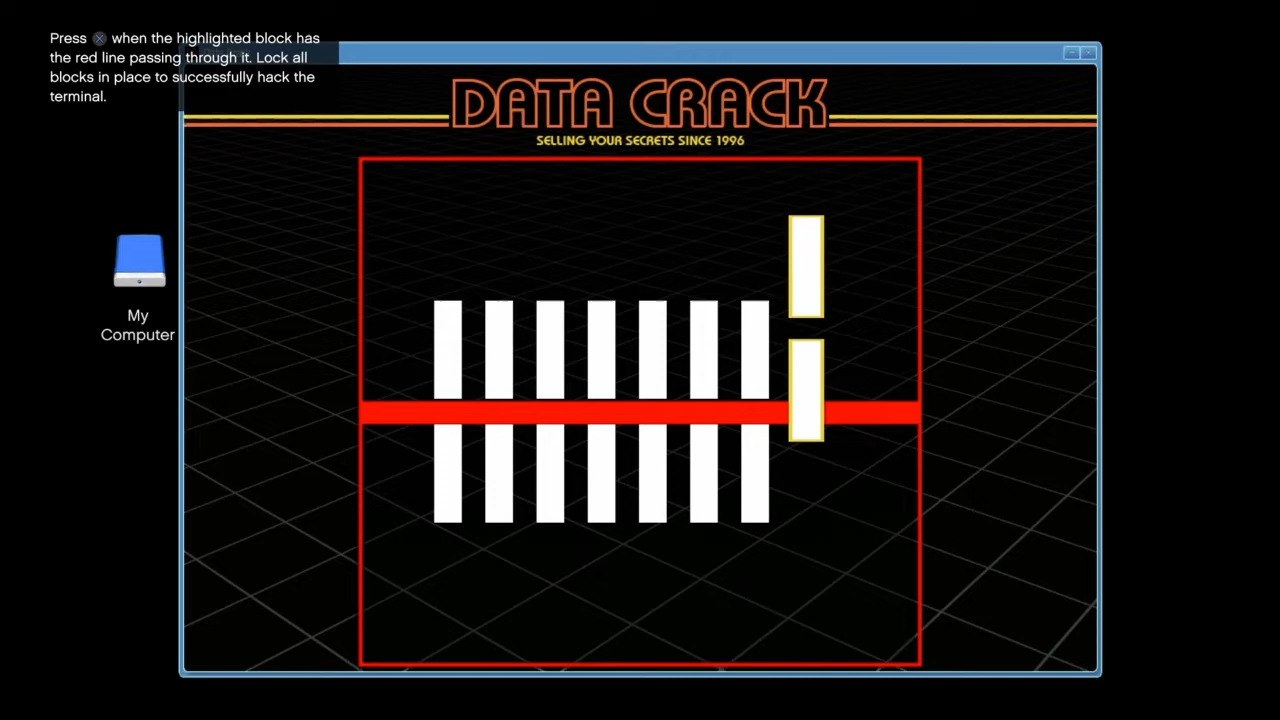 Press ⓧ when the highlighted block has
the red line passing through it. Lock all
blocks in place to successfully hack the
terminal.
DATA CRACK
SELLING YOUR SECRETS SINCE 1996
My
Computer